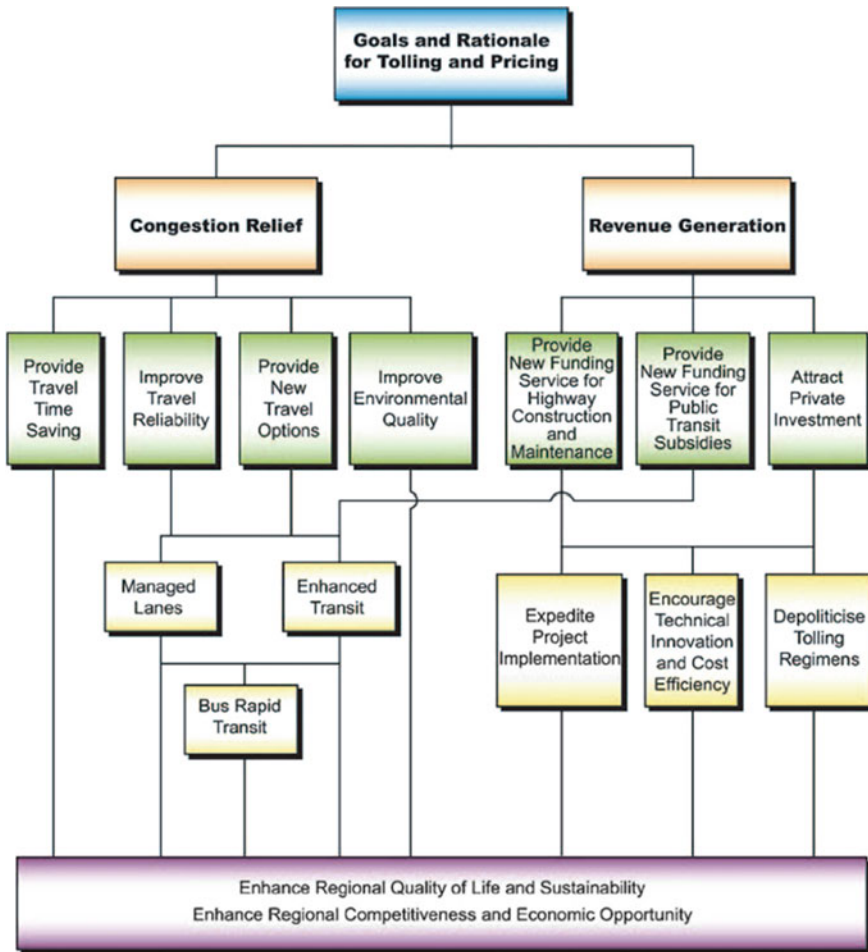 Goals and Rationale
for Tolling and Pricing
Congestion Relief
Revenue Generation
Provide
Travel
Time
Saving
Improve
Travel
Reliability
Provide
New
Travel
Options
Improve
Environmental
Quality
Provide
New Funding
Service for
Highway
Construction
and
Maintenance
Provide
New Funding
Service for
Public
Transit
Subsidies
Attract
Private
Investment
Managed
Lanes
Enhanced
Transit
Expedite
Project
Implementation
Encourage
Technical
Innovation
and Cost
Efficiency
Depoliticise
Tolling
Regimens
Bus Rapid
Transit
Enhance Regional Quality of Life and Sustainability
Enhance Regional Competitiveness and Economic Opportunity